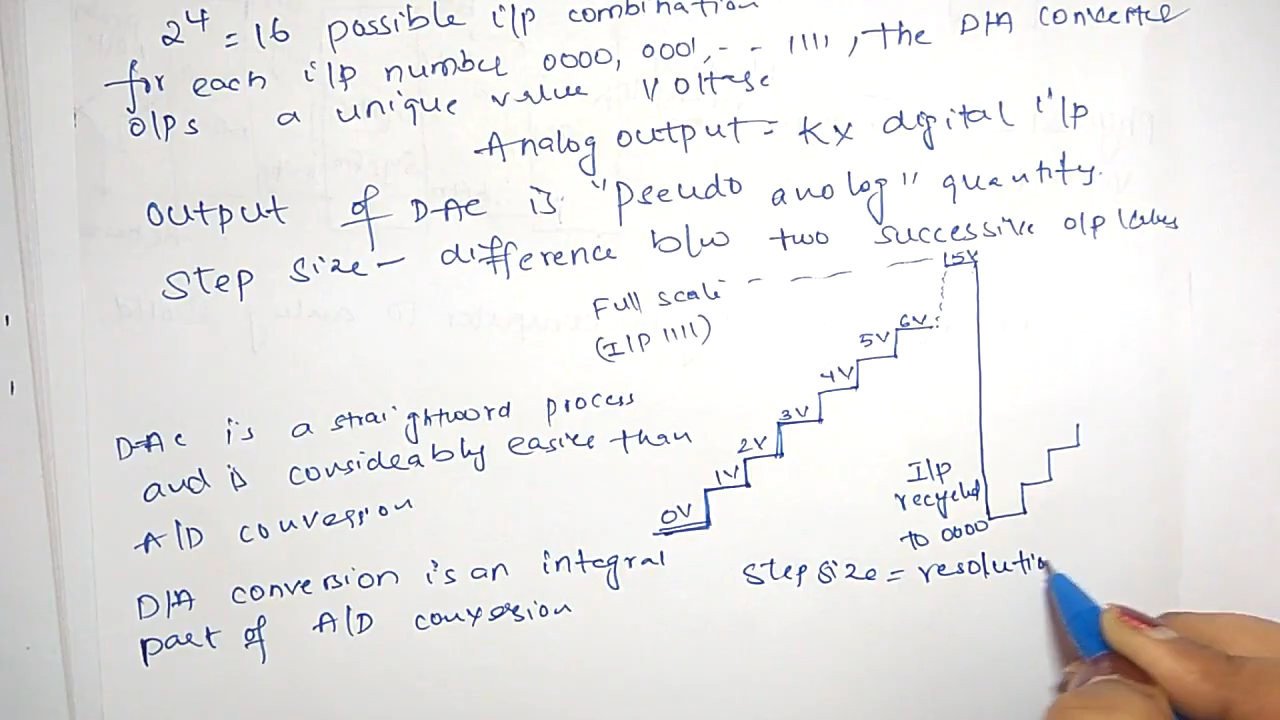 2⁴ = 16 possible i/p combination
for each i/p number 0000, 0001, - - 1111, the D/A converter
o/ps a unique value voltage
Analog output = K x digital i/p
output of DAC is "pseudo analog" quantity.
Step size - difference b/w two successive o/p values
Full scale
(I/P 1111)
15V
6V
5V
4V
3V
2V
1V
0V
I/p
recycled
to 0000
DAC is a straightword process
and is consideably easier than
A/D conversion
D/A conversion is an integral
part of A/D conversion
Step size = resolutio